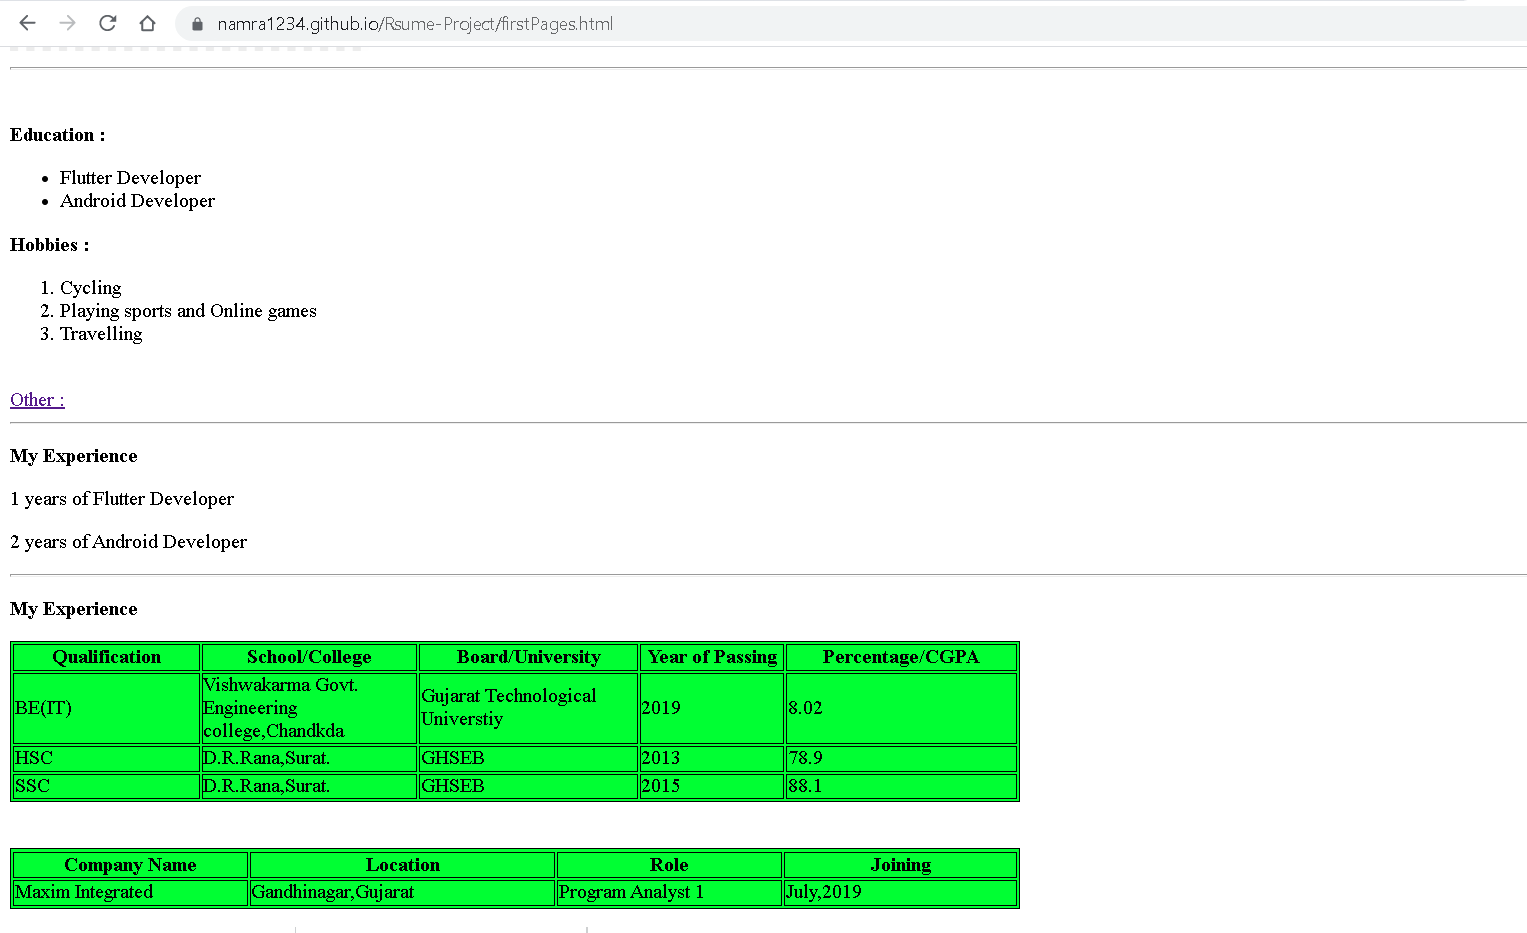 namra1234.github.io/Rsume-Project/firstPages.html
Education :
• Flutter Developer
• Android Developer
Hobbies :
1. Cycling
2. Playing sports and Online games
3. Travelling
Other :
My Experience
1 years of Flutter Developer
2 years of Android Developer
My Experience
Qualification School/College Board/University Year of Passing Percentage/CGPA
BE(IT) Vishwakarma Govt. Engineering college,Chandkda Gujarat Technological Universtiy 2019 8.02
HSC D.R.Rana,Surat. GHSEB 2013 78.9
SSC D.R.Rana,Surat. GHSEB 2015 88.1
Company Name Location Role Joining
Maxim Integrated Gandhinagar,Gujarat Program Analyst 1 July,2019